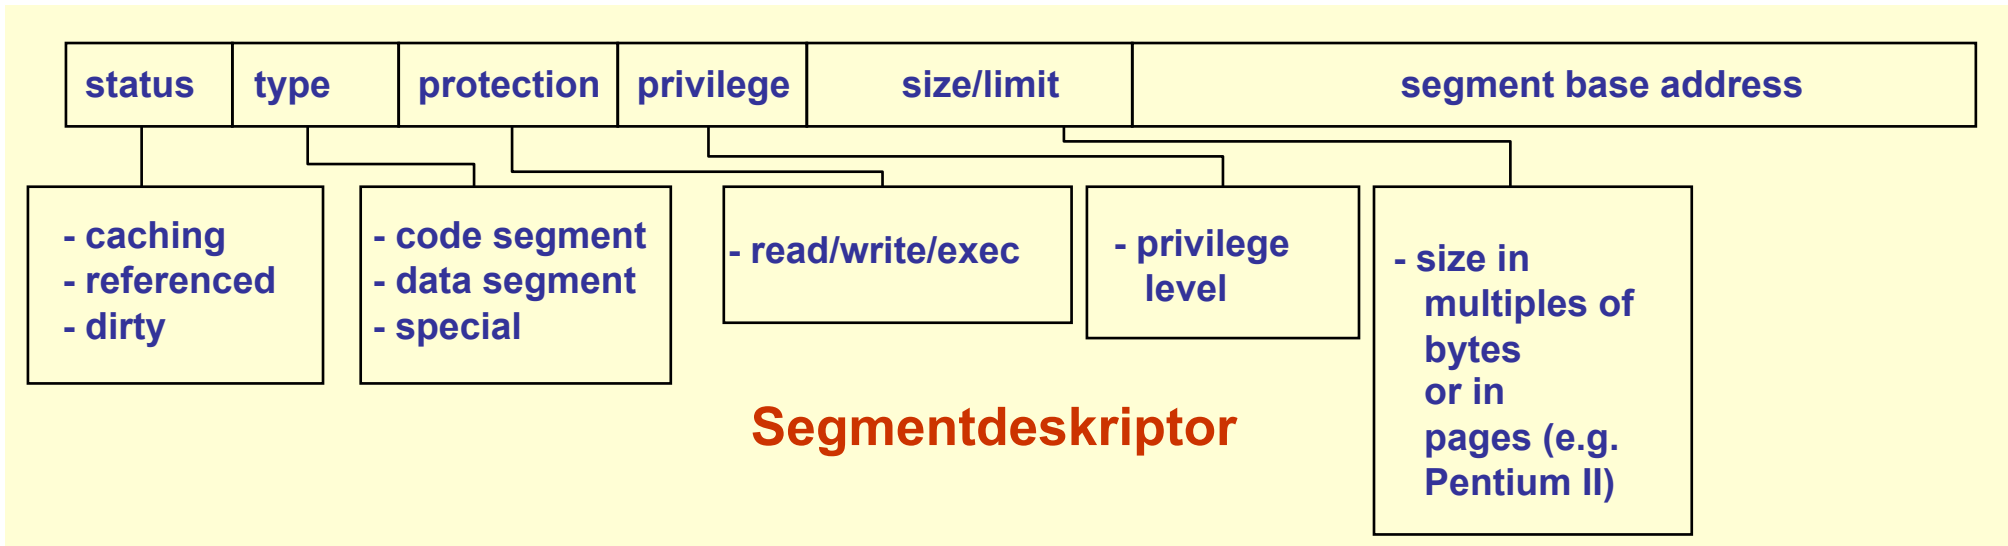 status type protection privilege size/limit segment base address
- caching
- referenced
- dirty
- code segment
- data segment
- special
- read/write/exec
- privilege
level
- size in
multiples of
bytes
or in
pages (e.g.
Pentium II)
Segmentdeskriptor